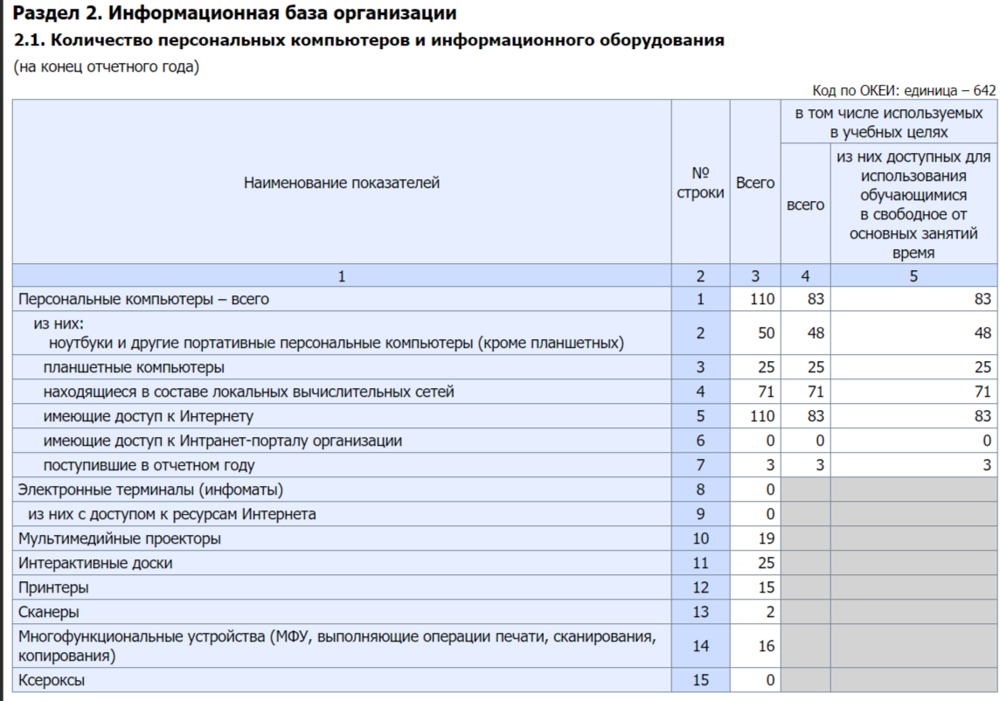 Раздел 2. Информационная база организации
2.1. Количество персональных компьютеров и информационного оборудования
(на конец отчетного года)
Код по ОКЕИ: единица – 642
Наименование показателей
№
строки
Всего
в том числе используемых
в учебных целях
всего
из них доступных для
использования
обучающимися
в свободное от
основных занятий
время
1 2 3 4 5
Персональные компьютеры – всего 1 110 83 83
из них:
ноутбуки и другие портативные персональные компьютеры (кроме планшетных) 2 50 48 48
планшетные компьютеры 3 25 25 25
находящиеся в составе локальных вычислительных сетей 4 71 71 71
имеющие доступ к Интернету 5 110 83 83
имеющие доступ к Интранет-порталу организации 6 0 0 0
поступившие в отчетном году 7 3 3 3
Электронные терминалы (инфоматы) 8 0
из них с доступом к ресурсам Интернета 9 0
Мультимедийные проекторы 10 19
Интерактивные доски 11 25
Принтеры 12 15
Сканеры 13 2
Многофункциональные устройства (МФУ, выполняющие операции печати, сканирования,
копирования) 14 16
Ксероксы 15 0